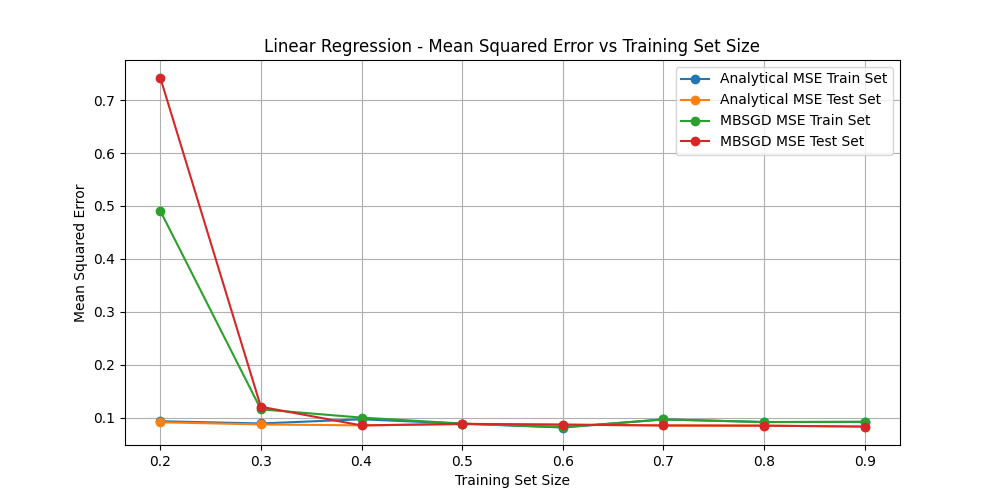 Linear Regression - Mean Squared Error vs Training Set Size
Analytical MSE Train Set
Analytical MSE Test Set
MBSGD MSE Train Set
MBSGD MSE Test Set
Mean Squared Error
0.7
0.6
0.5
0.4
0.3
0.2
0.1
0.2 0.3 0.4 0.5 0.6 0.7 0.8 0.9
Training Set Size